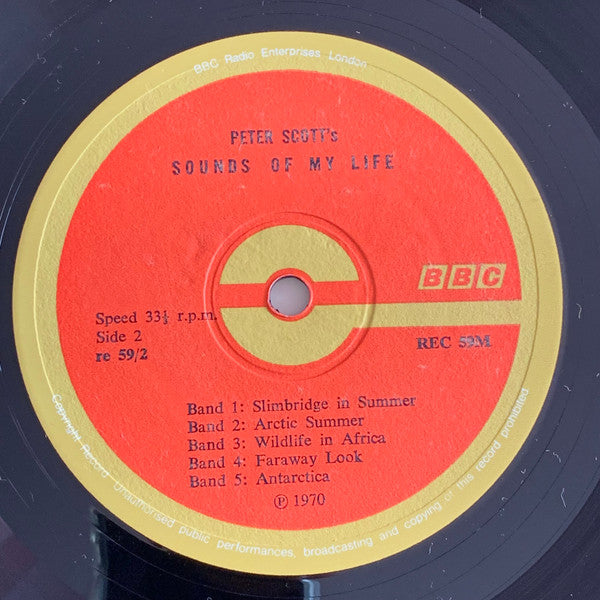 BBC Radio Enterprises London
PETER SCOTT's
SOUNDS OF MY LIFE
BBC
Speed 33⅓ r.p.m.
Side 2
re 59/2
REC 59M
Band 1: Slimbridge in Summer
Band 2: Arctic Summer
Band 3: Wildlife in Africa
Band 4: Faraway Look
Band 5: Antarctica
℗ 1970
Copyright Record Unauthorised public performances, broadcasting and copying of this record prohibited